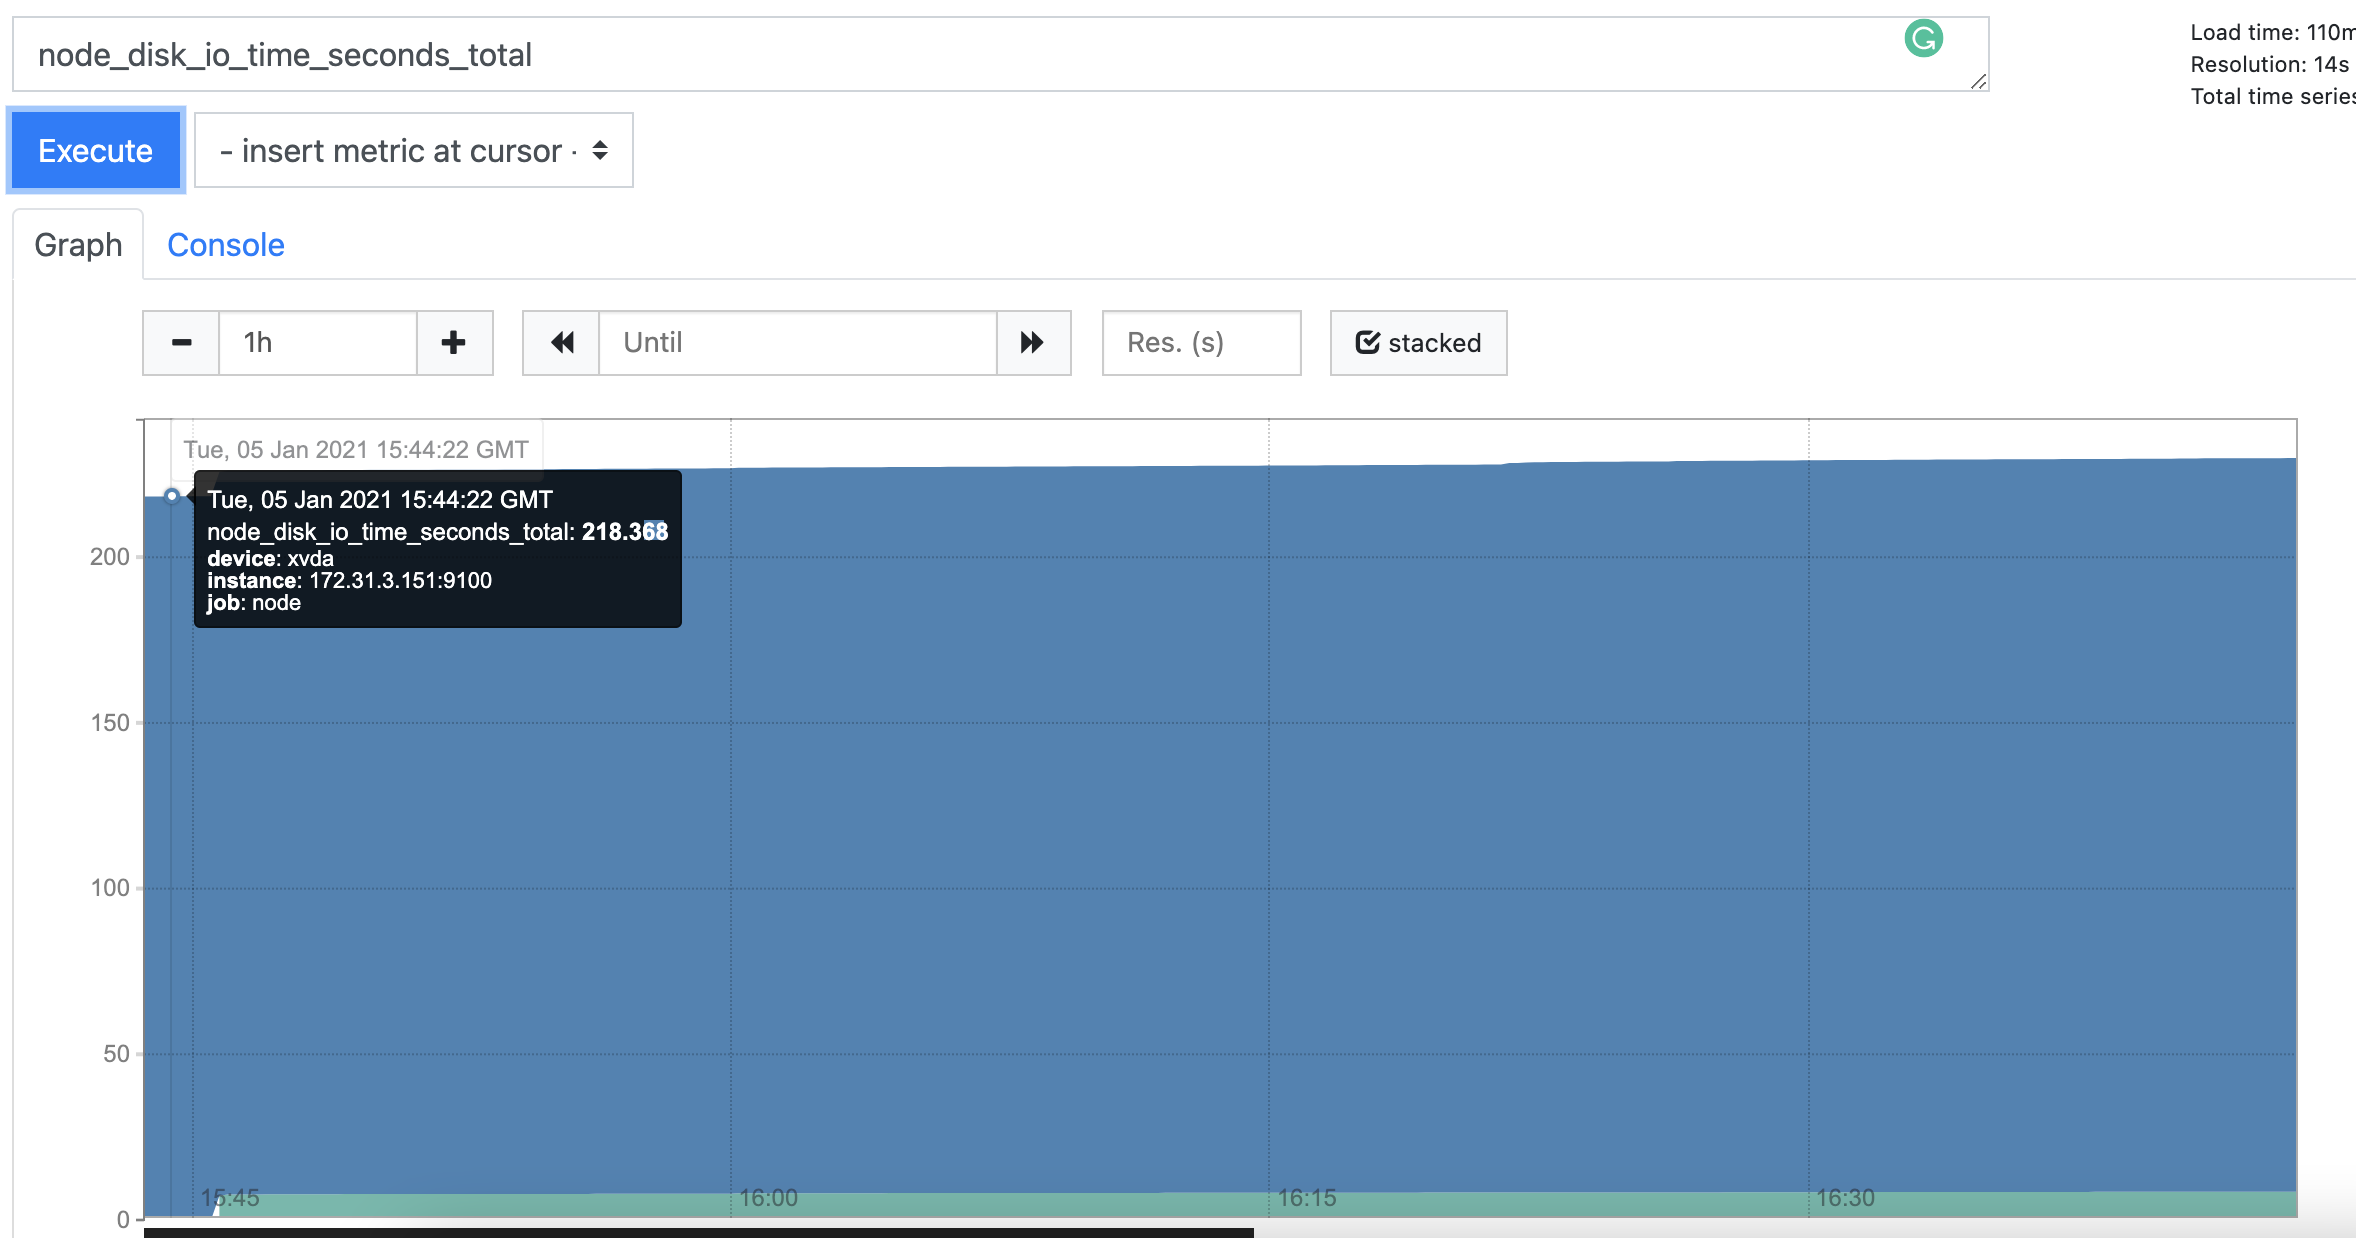 node_disk_io_time_seconds_total
Load time: 110m
Resolution: 14s
Total time series
Execute
- insert metric at cursor -
Graph
Console
1h
Until
Res. (s)
stacked
Tue, 05 Jan 2021 15:44:22 GMT
Tue, 05 Jan 2021 15:44:22 GMT
node_disk_io_time_seconds_total: 218.368
device: xvda
instance: 172.31.3.151:9100
job: node
200
150
100
50
0
15:45
16:00
16:15
16:30